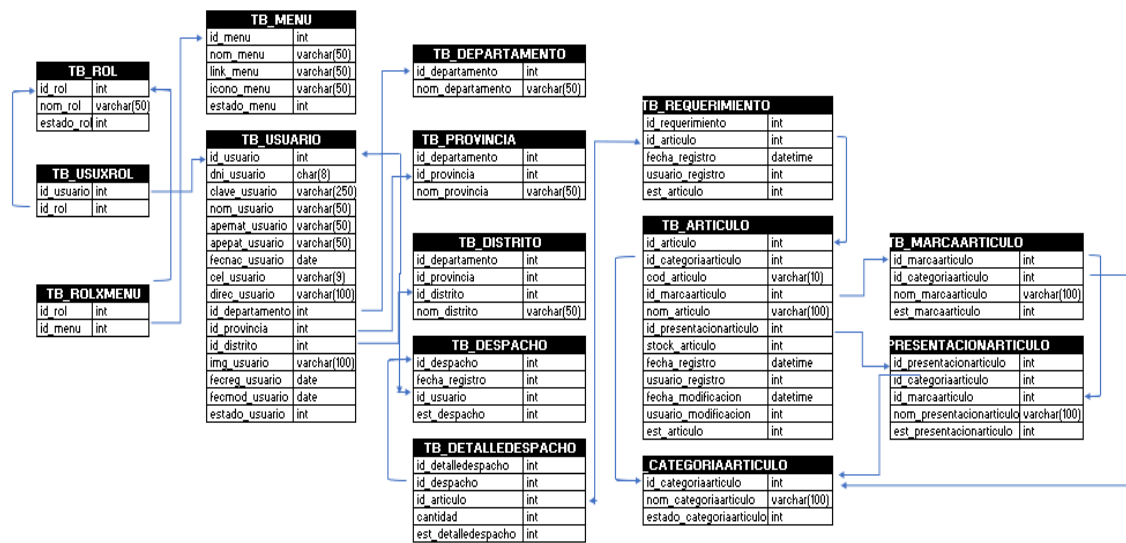 TB_MENU
id_menu int
nom_menu varchar(50)
link_menu varchar(50)
icono_menu varchar(50)
estado_menu int
TB_ROL
id_rol int
nom_rol varchar(50)
estado_rol int
TB_USUXROL
id_usuario int
id_rol int
TB_ROLXMENU
id_rol int
id_menu int
TB_USUARIO
id_usuario int
dni_usuario char(8)
clave_usuario varchar(250)
nom_usuario varchar(50)
apemat_usuario varchar(50)
apepat_usuario varchar(50)
fecnac_usuario date
cel_usuario varchar(9)
direc_usuario varchar(100)
id_departamento int
id_provincia int
id_distrito int
img_usuario varchar(100)
fecreg_usuario date
fecmod_usuario date
estado_usuario int
TB_DEPARTAMENTO
id_departamento int
nom_departamento varchar(50)
TB_PROVINCIA
id_departamento int
id_provincia int
nom_provincia varchar(50)
TB_DISTRITO
id_departamento int
id_provincia int
id_distrito int
nom_distrito varchar(50)
TB_DESPACHO
id_despacho int
fecha_registro int
id_usuario int
est_despacho int
TB_DETALLEDESPACHO
id_detalledespacho int
id_despacho int
id_articulo int
cantidad int
est_detalledespacho int
TB_REQUERIMIENTO
id_requerimiento int
id_articulo int
fecha_registro datetime
usuario_registro int
est_articulo int
TB_ARTICULO
id_articulo int
id_categoriaarticulo int
cod_articulo varchar(10)
id_marcaarticulo int
nom_articulo varchar(100)
id_presentacionarticulo int
stock_articulo int
fecha_registro datetime
usuario_registro int
fecha_modificacion datetime
usuario_modificacion int
est_articulo int
_CATEGORIAARTICULO
id_categoriaarticulo int
nom_categoriaarticulo varchar(100)
estado_categoriaarticulo int
TB_MARCAARTICULO
id_marcaarticulo int
id_categoriaarticulo int
nom_marcaarticulo varchar(100)
est_marcaarticulo int
PRESENTACIONARTICULO
id_presentacionarticulo int
id_categoriaarticulo int
id_marcaarticulo int
nom_presentacionarticulo varchar(100)
est_presentacionarticulo int